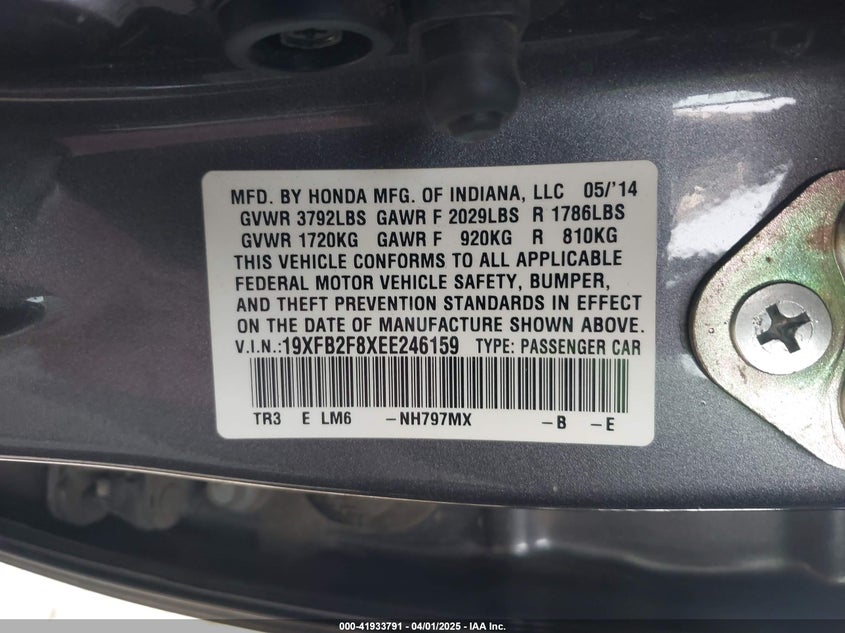 MFD. BY HONDA MFG. OF INDIANA, LLC 05/'14
GVWR 3792LBS GAWR F 2029LBS R 1786LBS
GVWR 1720KG GAWR F 920KG R 810KG
THIS VEHICLE CONFORMS TO ALL APPLICABLE
FEDERAL MOTOR VEHICLE SAFETY, BUMPER,
AND THEFT PREVENTION STANDARDS IN EFFECT
ON THE DATE OF MANUFACTURE SHOWN ABOVE.
V.I.N.:19XFB2F8XEE246159 TYPE: PASSENGER CAR
TR3 E LM6 -NH797MX -B -E
000-41933791 - 04/01/2025 - IAA Inc.